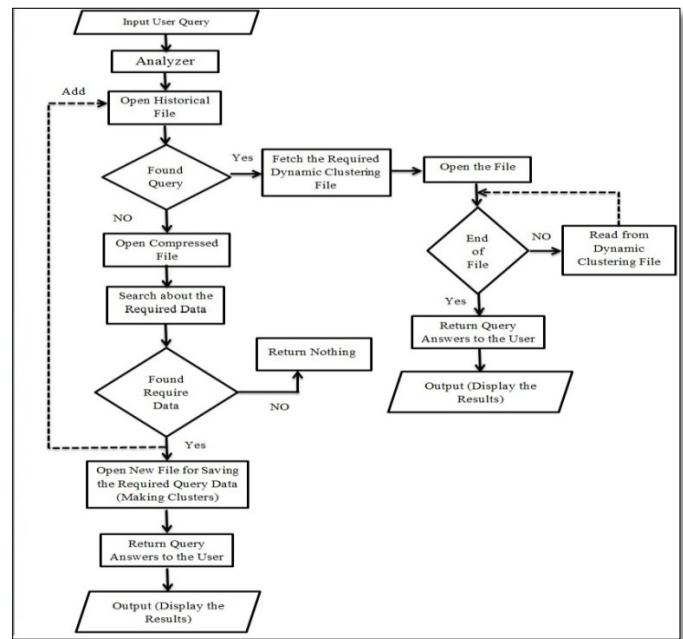 Input User Query
Analyzer
Add
Open Historical
File
Found
Query
Yes
Fetch the Required
Dynamic Clustering
File
Open the File
End
of
File
NO
Read from
Dynamic
Clustering File
Yes
Return Query
Answers to the User
Output (Display the
Results)
NO
Open Compressed
File
Search about the
Required Data
Found
Require
Data
NO
Return Nothing
Yes
Open New File for Saving
the Required Query Data
(Making Clusters)
Return Query
Answers to the User
Output (Display the
Results)